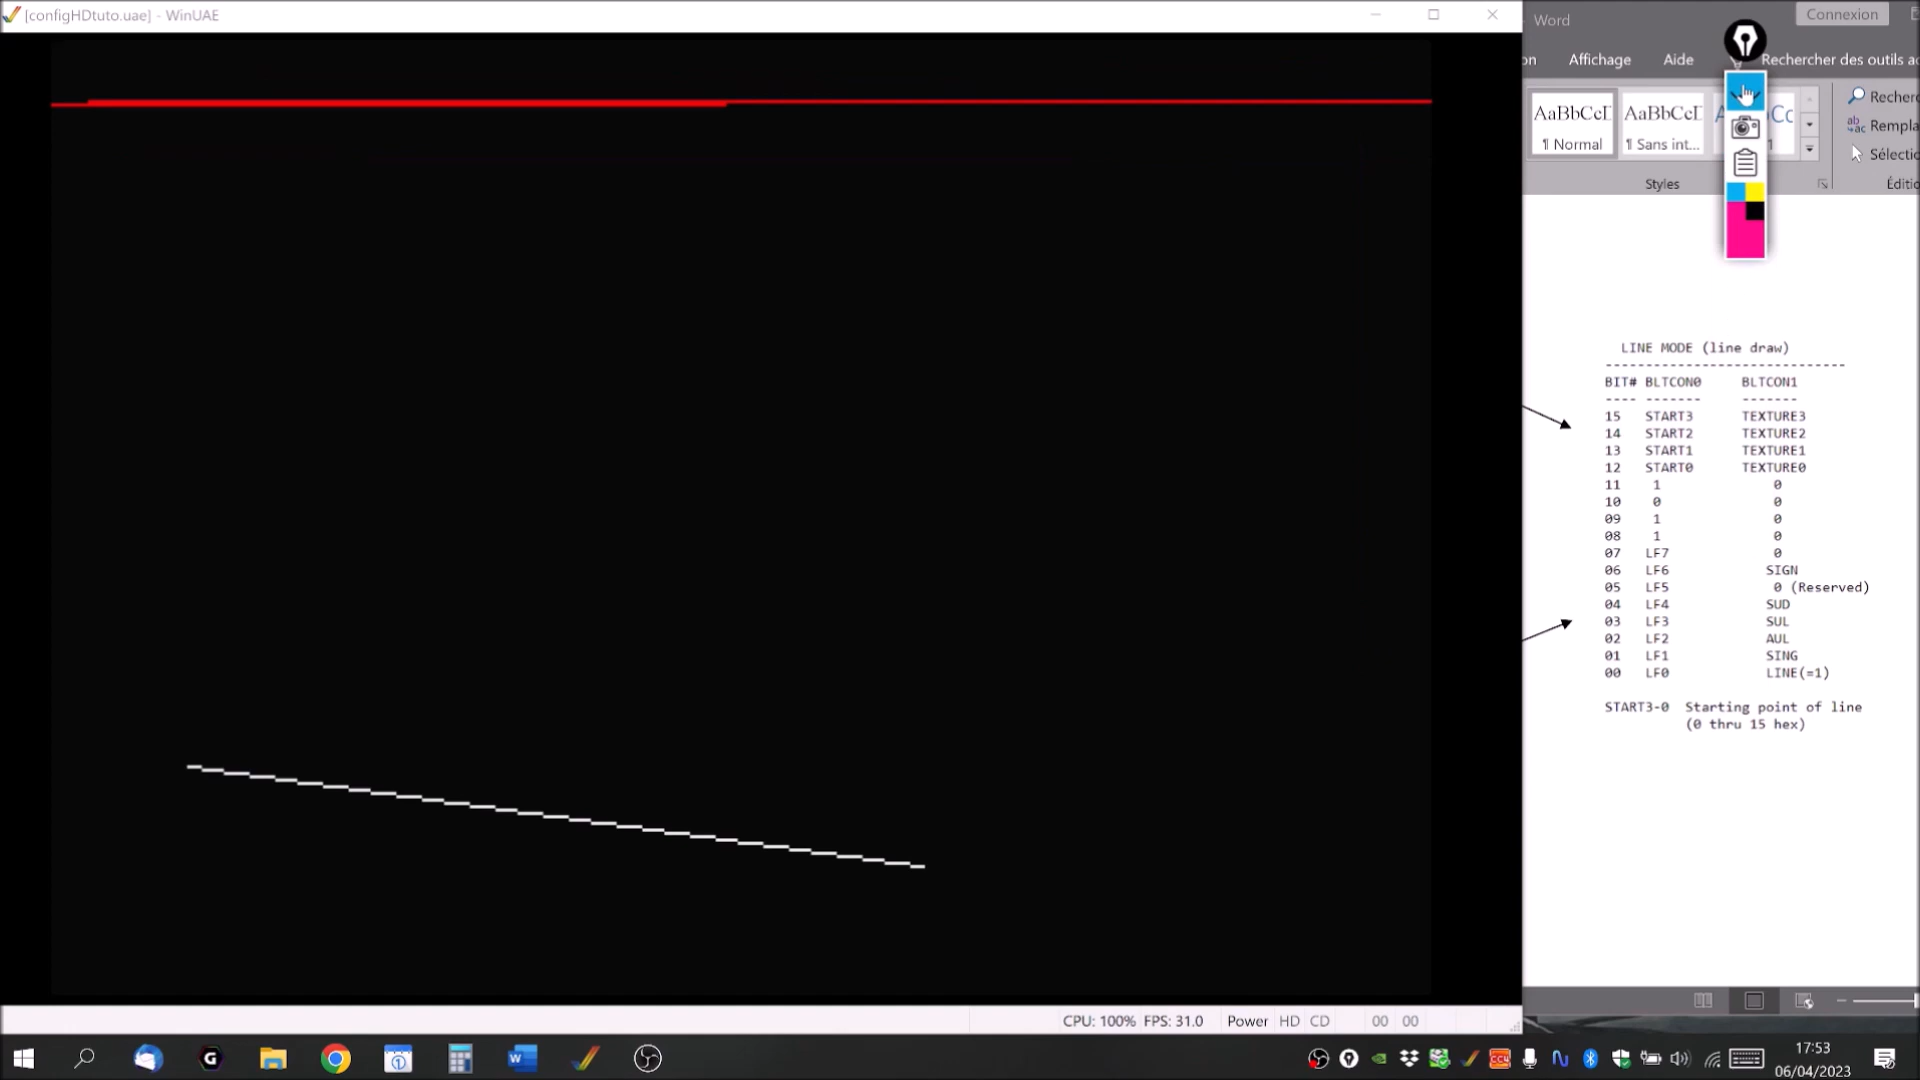 [configHDtuto.uae] - WinUAE
Word
Connexion
on Affichage Aide Rechercher des outils a
AaBbCcI AaBbCcI
¶ Normal ¶ Sans int... 1
Styles
Recher
Rempla
Sélectio
Éditio
LINE MODE (line draw)
------------------------------
BIT# BLTCON0 BLTCON1
---- ------- -------
15 START3 TEXTURE3
14 START2 TEXTURE2
13 START1 TEXTURE1
12 START0 TEXTURE0
11 1 0
10 0 0
09 1 0
08 1 0
07 LF7 0
06 LF6 SIGN
05 LF5 0 (Reserved)
04 LF4 SUD
03 LF3 SUL
02 LF2 AUL
01 LF1 SING
00 LF0 LINE(=1)
START3-0 Starting point of line
(0 thru 15 hex)
CPU: 100% FPS: 31.0 Power HD CD 00 00
17:53
06/04/2023